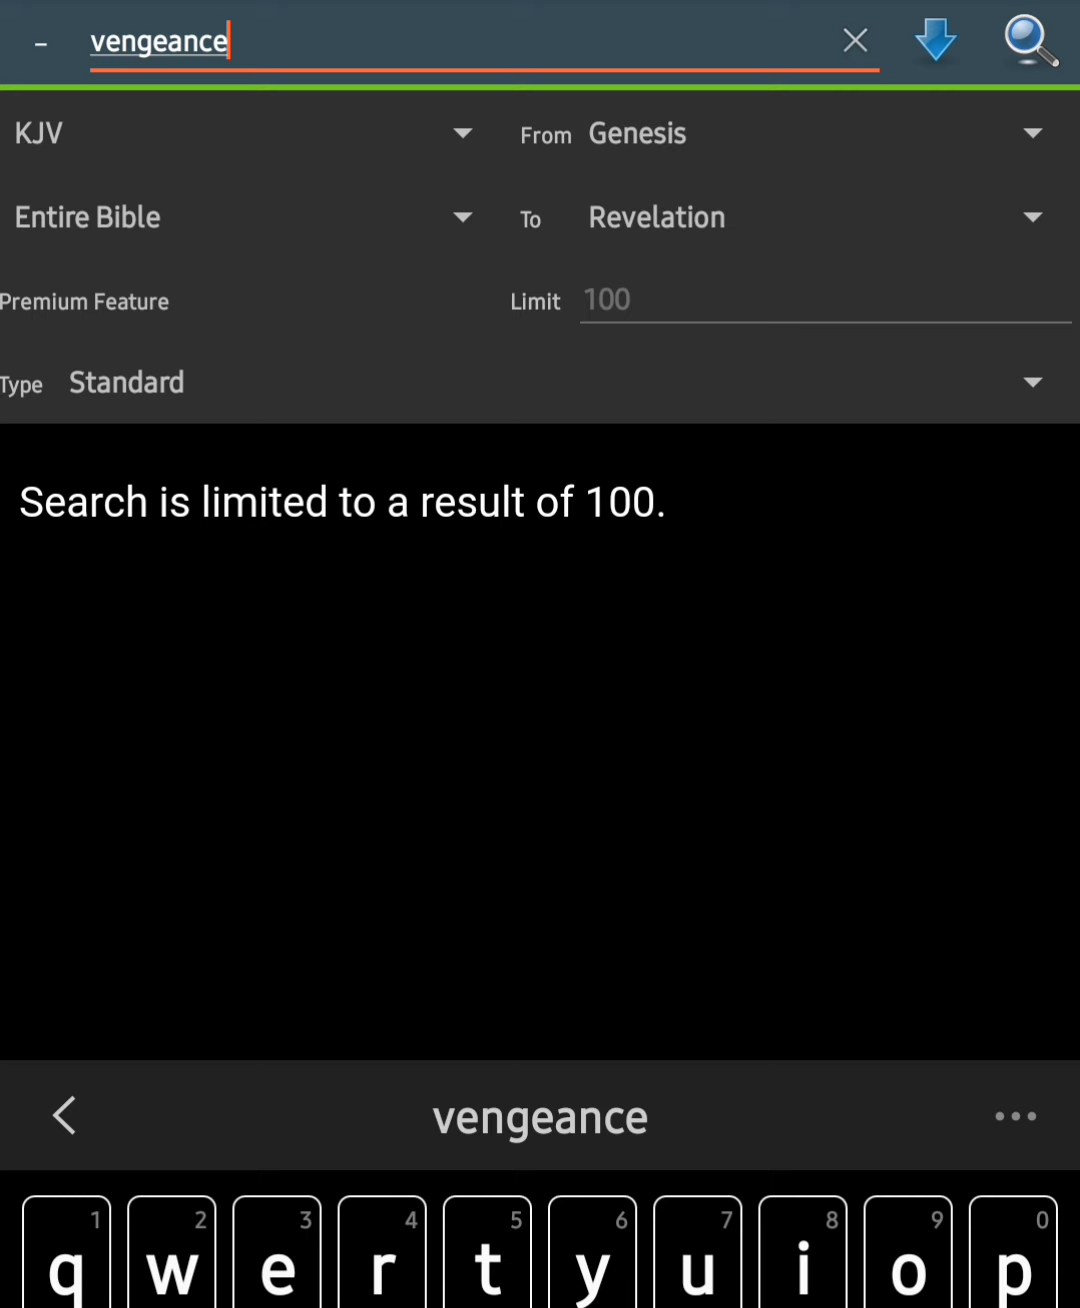 vengeance
KJV From Genesis
Entire Bible To Revelation
Premium Feature Limit 100
Type Standard
Search is limited to a result of 100.
vengeance
1 2 3 4 5 6 7 8 9 0
q w e r t y u i o p